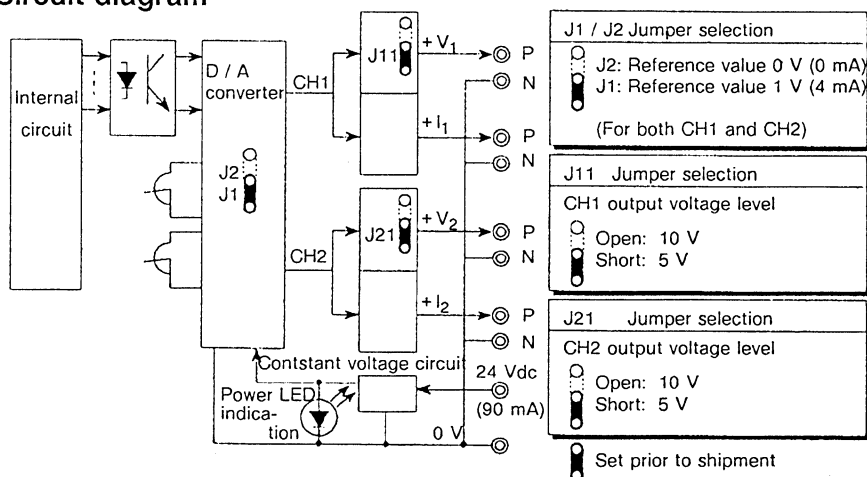 Circuit diagram
Internal
circuit
D / A
converter
J2
J1
CH1
J11
+V1
P
N
+I1
P
N
CH2
J21
+V2
P
N
+I2
P
N
Contstant voltage circuit
Power LED
indica-
tion
24 Vdc
(90 mA)
0 V
J1 / J2 Jumper selection
J2: Reference value 0 V (0 mA)
J1: Reference value 1 V (4 mA)
(For both CH1 and CH2)
J11 Jumper selection
CH1 output voltage level
Open: 10 V
Short: 5 V
J21 Jumper selection
CH2 output voltage level
Open: 10 V
Short: 5 V
Set prior to shipment